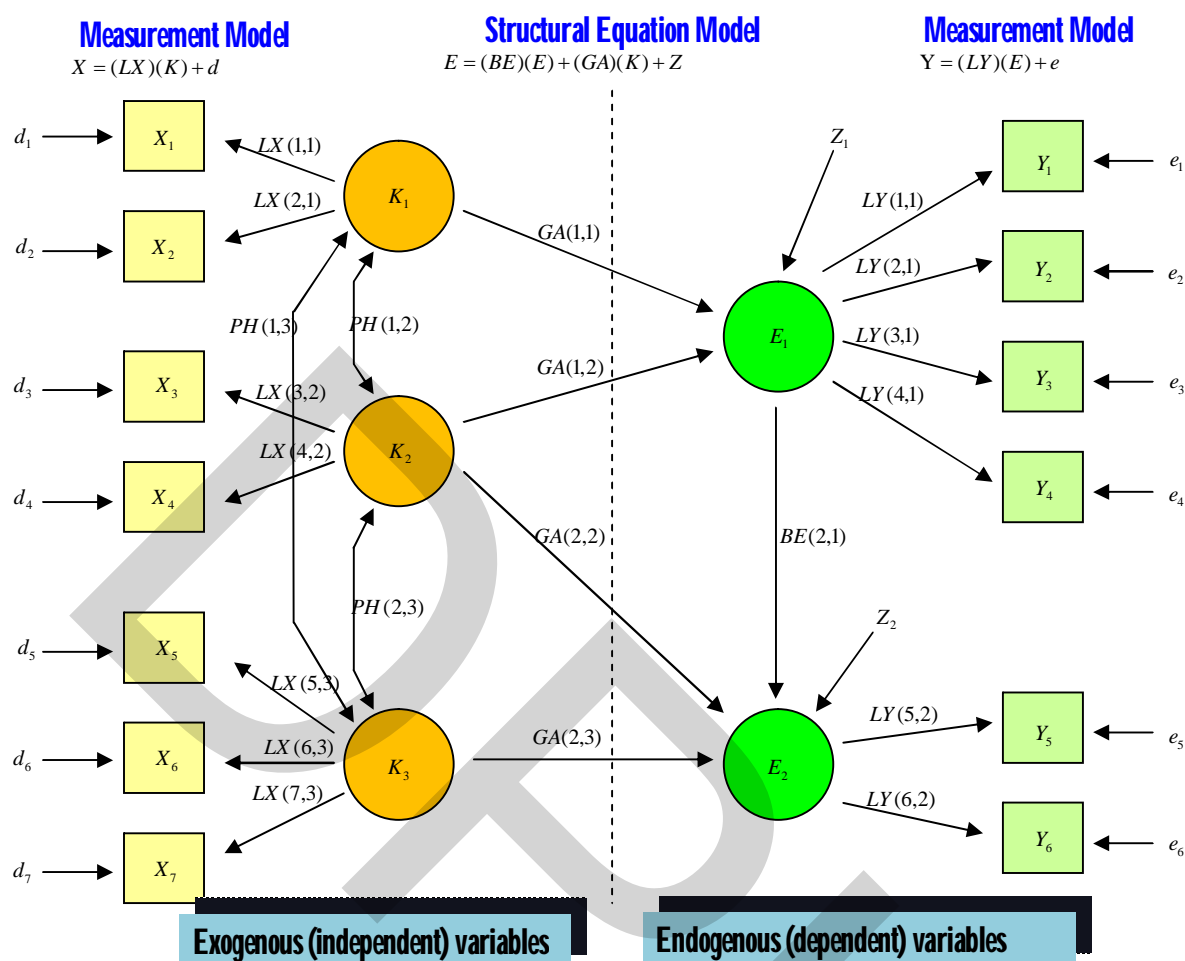 Measurement Model
X = (LX)(K) + d
Structural Equation Model
E = (BE)(E) + (GA)(K) + Z
Measurement Model
Y = (LY)(E) + e
d₁
X₁
LX(1,1)
K₁
d₂
X₂
LX(2,1)
PH(1,3)
PH(1,2)
d₃
X₃
LX(3,2)
K₂
d₄
X₄
LX(4,2)
PH(2,3)
d₅
X₅
LX(5,3)
d₆
X₆
LX(6,3)
K₃
d₇
X₇
LX(7,3)
GA(1,1)
GA(1,2)
GA(2,2)
GA(2,3)
Z₁
E₁
BE(2,1)
Z₂
E₂
LY(1,1)
Y₁
e₁
LY(2,1)
Y₂
e₂
LY(3,1)
Y₃
e₃
LY(4,1)
Y₄
e₄
LY(5,2)
Y₅
e₅
LY(6,2)
Y₆
e₆
Exogenous (independent) variables
Endogenous (dependent) variables